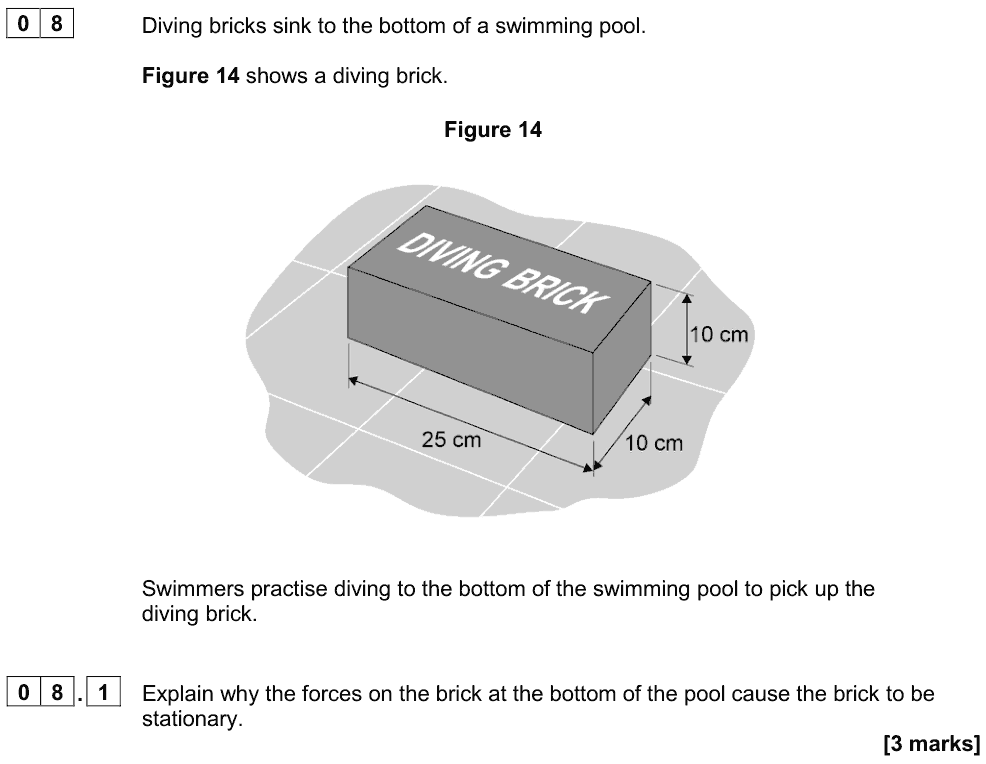 0 8 Diving bricks sink to the bottom of a swimming pool.
Figure 14 shows a diving brick.
Figure 14
DIVING BRICK
10 cm
25 cm
10 cm
Swimmers practise diving to the bottom of the swimming pool to pick up the
diving brick.
0 8 . 1 Explain why the forces on the brick at the bottom of the pool cause the brick to be
stationary.
[3 marks]